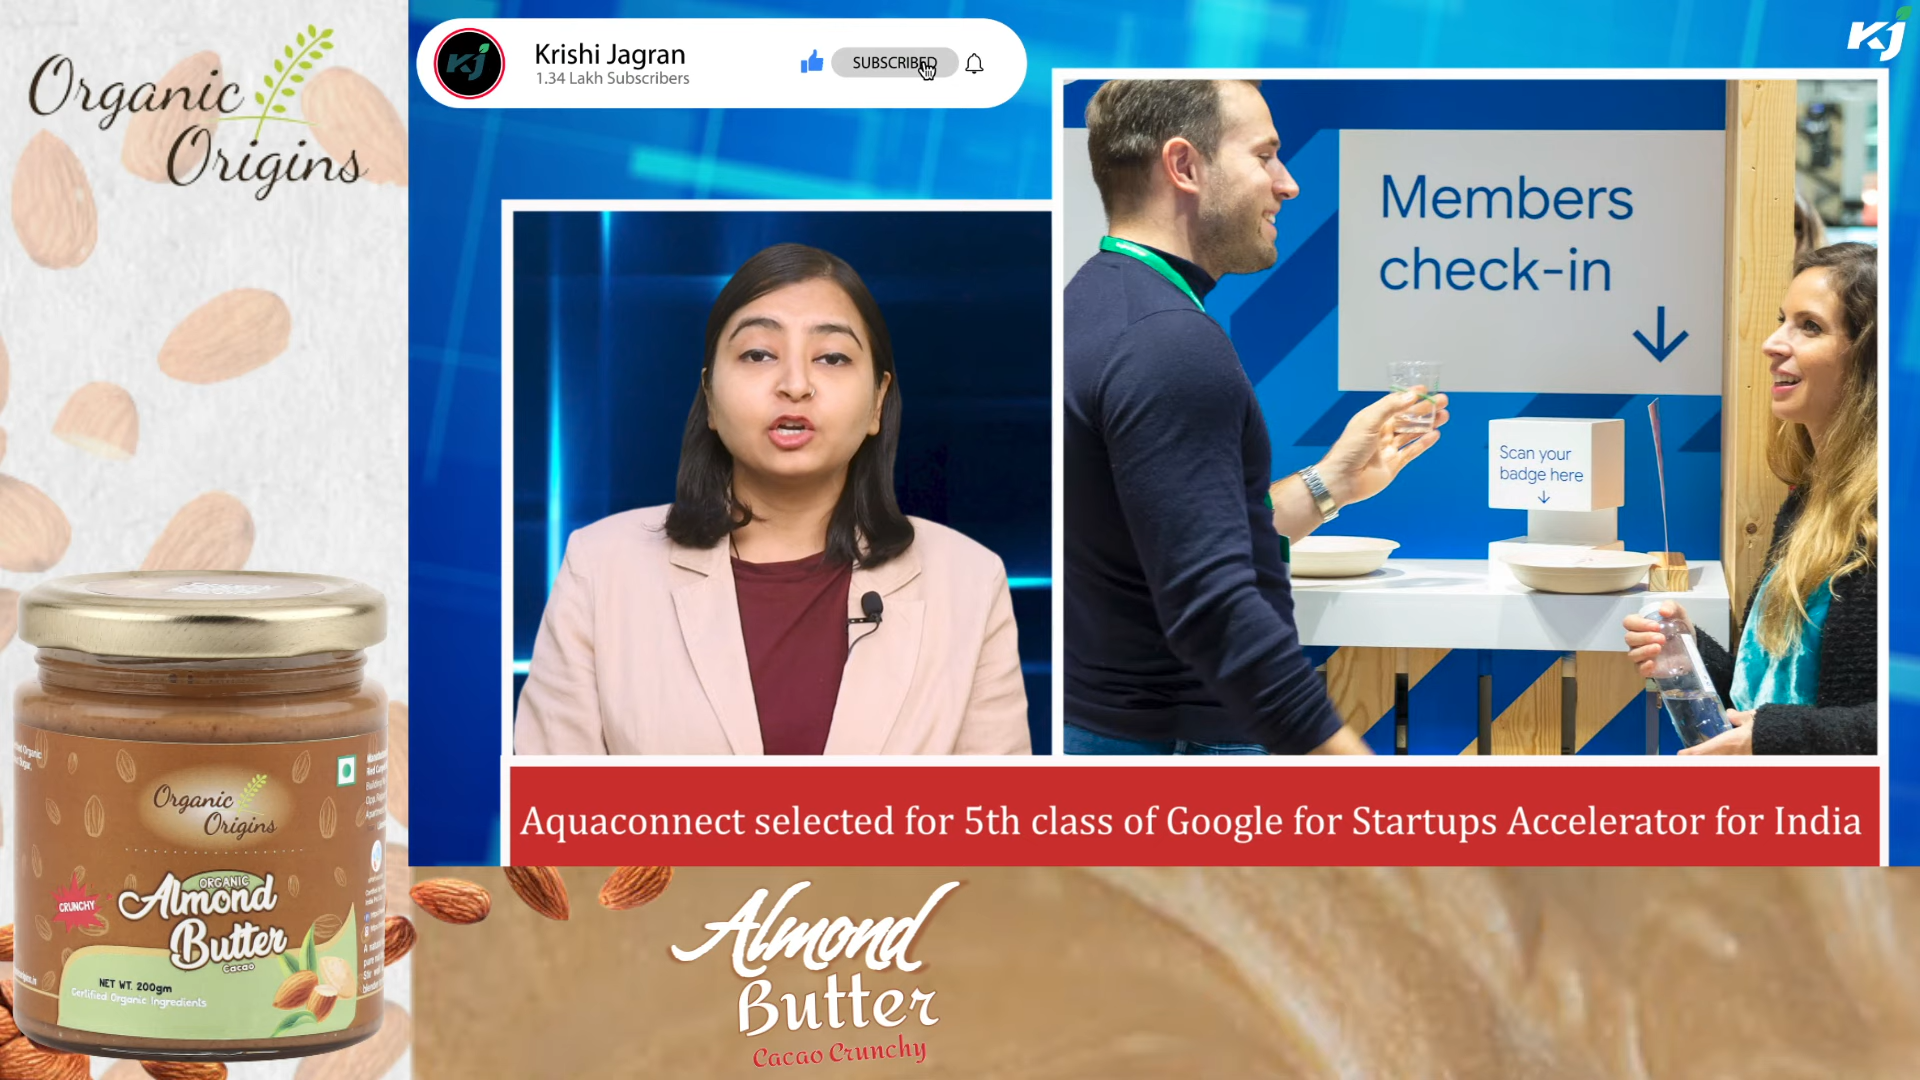 Organic
Origins
Krishi Jagran
1.34 Lakh Subscribers
SUBSCRIBED
KJ
KJ
Members
check-in
Scan your
badge here
Aquaconnect selected for 5th class of Google for Startups Accelerator for India
Organic
Origins
CRUNCHY
ORGANIC
Almond
Butter
Cacao
NET WT. 200gm
Certified Organic Ingredients
Almond
Butter
Cacao Crunchy